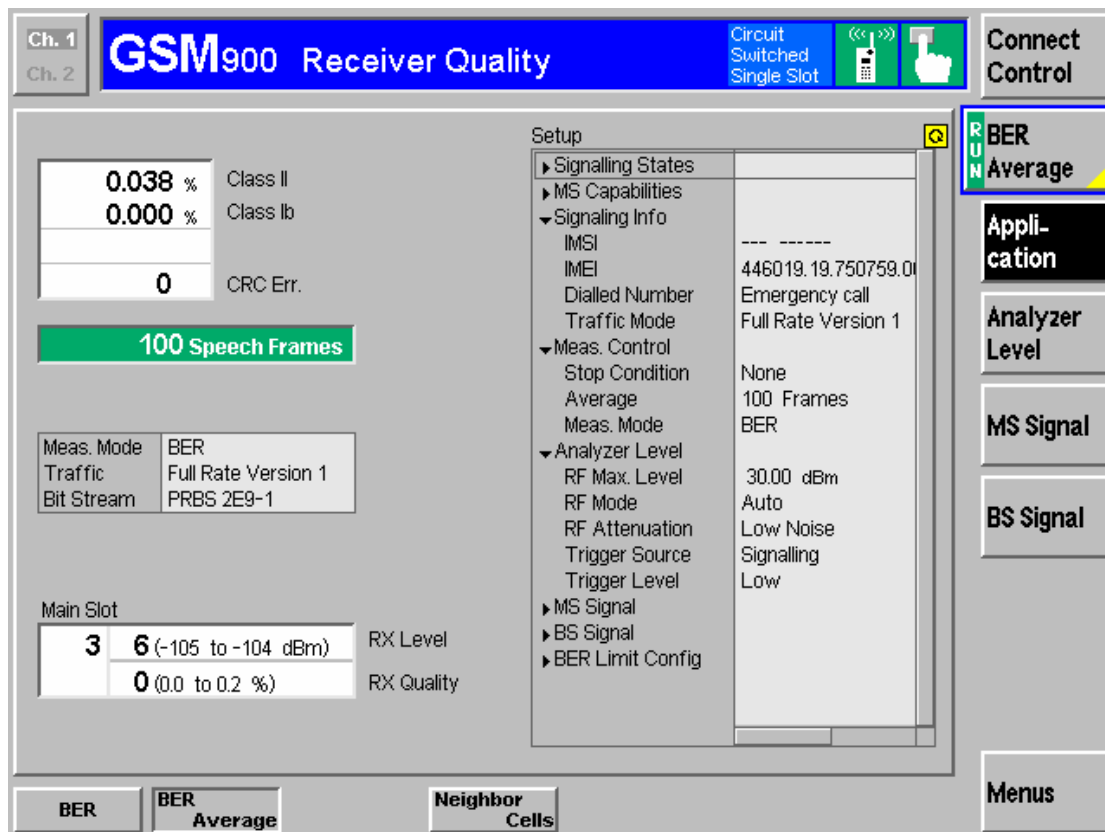 Ch. 1
Ch. 2
GSM900 Receiver Quality
Circuit
Switched
Single Slot
Connect
Control
RUN
BER
Average
Appli-
cation
Analyzer
Level
MS Signal
BS Signal
Menus
0.038 % Class II
0.000 % Class Ib
0 CRC Err.
100 Speech Frames
Meas. Mode BER
Traffic Full Rate Version 1
Bit Stream PRBS 2E9-1
Main Slot
3 6 (-105 to -104 dBm) RX Level
0 (0.0 to 0.2 %) RX Quality
Setup
Signalling States
MS Capabilities
Signaling Info
IMSI --- ------
IMEI 446019.19.750759.0
Dialled Number Emergency call
Traffic Mode Full Rate Version 1
Meas. Control
Stop Condition None
Average 100 Frames
Meas. Mode BER
Analyzer Level
RF Max. Level 30.00 dBm
RF Mode Auto
RF Attenuation Low Noise
Trigger Source Signalling
Trigger Level Low
MS Signal
BS Signal
BER Limit Config
BER
BER
Average
Neighbor
Cells